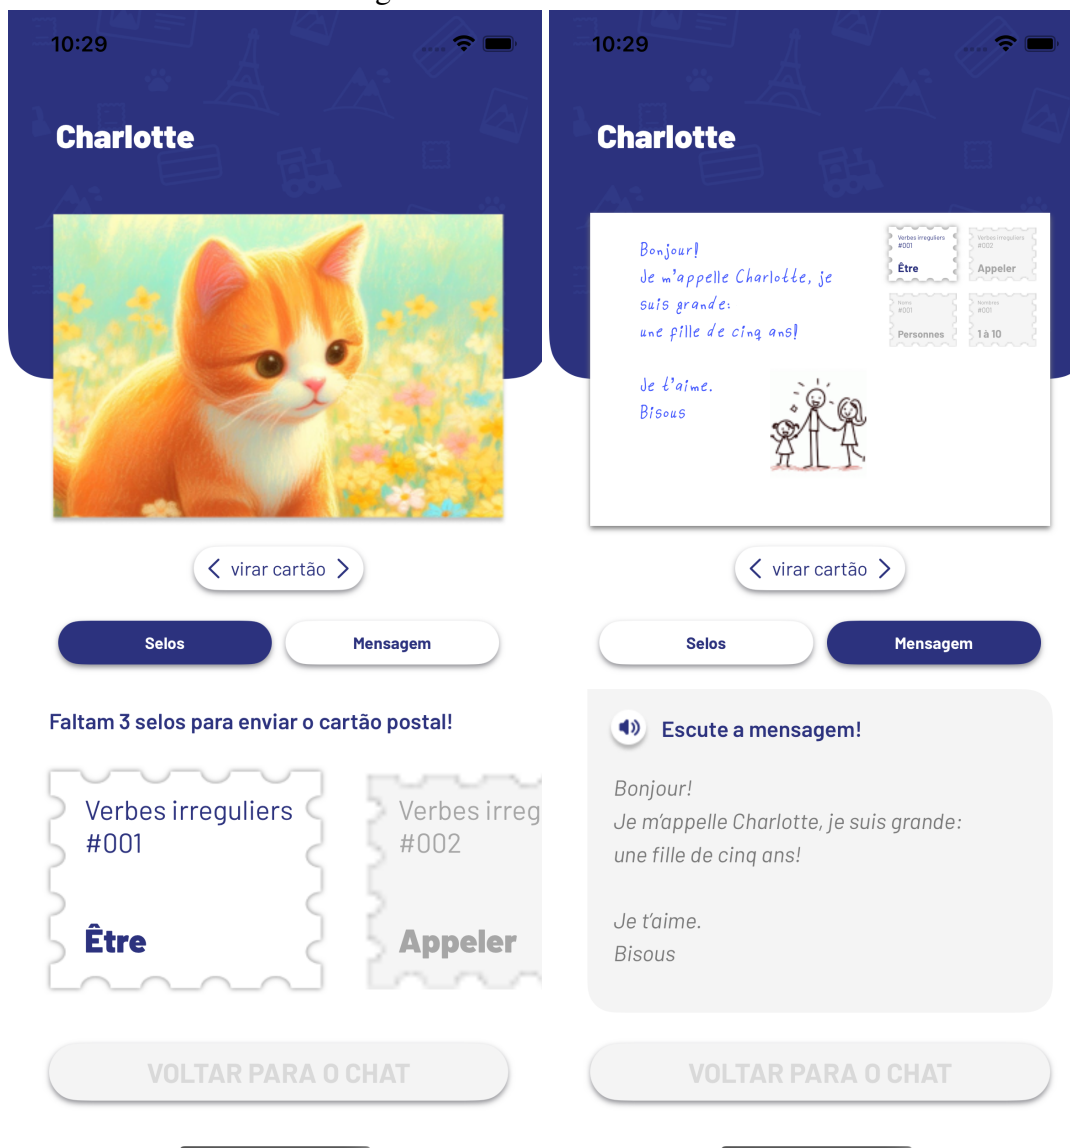 10:29
Charlotte
virar cartão
Selos
Mensagem
Faltam 3 selos para enviar o cartão postal!
Verbes irreguliers
#001
Être
Verbes irreg
#002
Appeler
VOLTAR PARA O CHAT
10:29
Charlotte
Bonjour!
Je m'appelle Charlotte, je
suis grande:
une fille de cinq ans!
Je t'aime.
Bisous
Verbes irreguliers
#001
Être
Verbes irreguliers
#002
Appeler
Noms
#001
Personnes
Nombres
#001
1 à 10
virar cartão
Selos
Mensagem
Escute a mensagem!
Bonjour!
Je m'appelle Charlotte, je suis grande:
une fille de cinq ans!
Je t'aime.
Bisous
VOLTAR PARA O CHAT